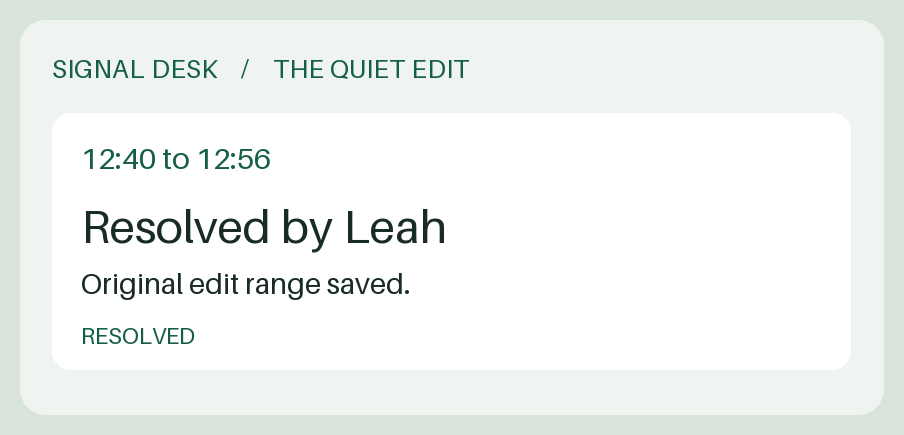 SIGNAL DESK / THE QUIET EDIT
12:40 to 12:56
Resolved by Leah
Original edit range saved.
RESOLVED